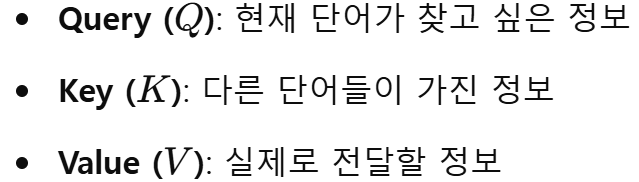 • Query (Q): 현재 단어가 찾고 싶은 정보
• Key (K): 다른 단어들이 가진 정보
• Value (V): 실제로 전달할 정보